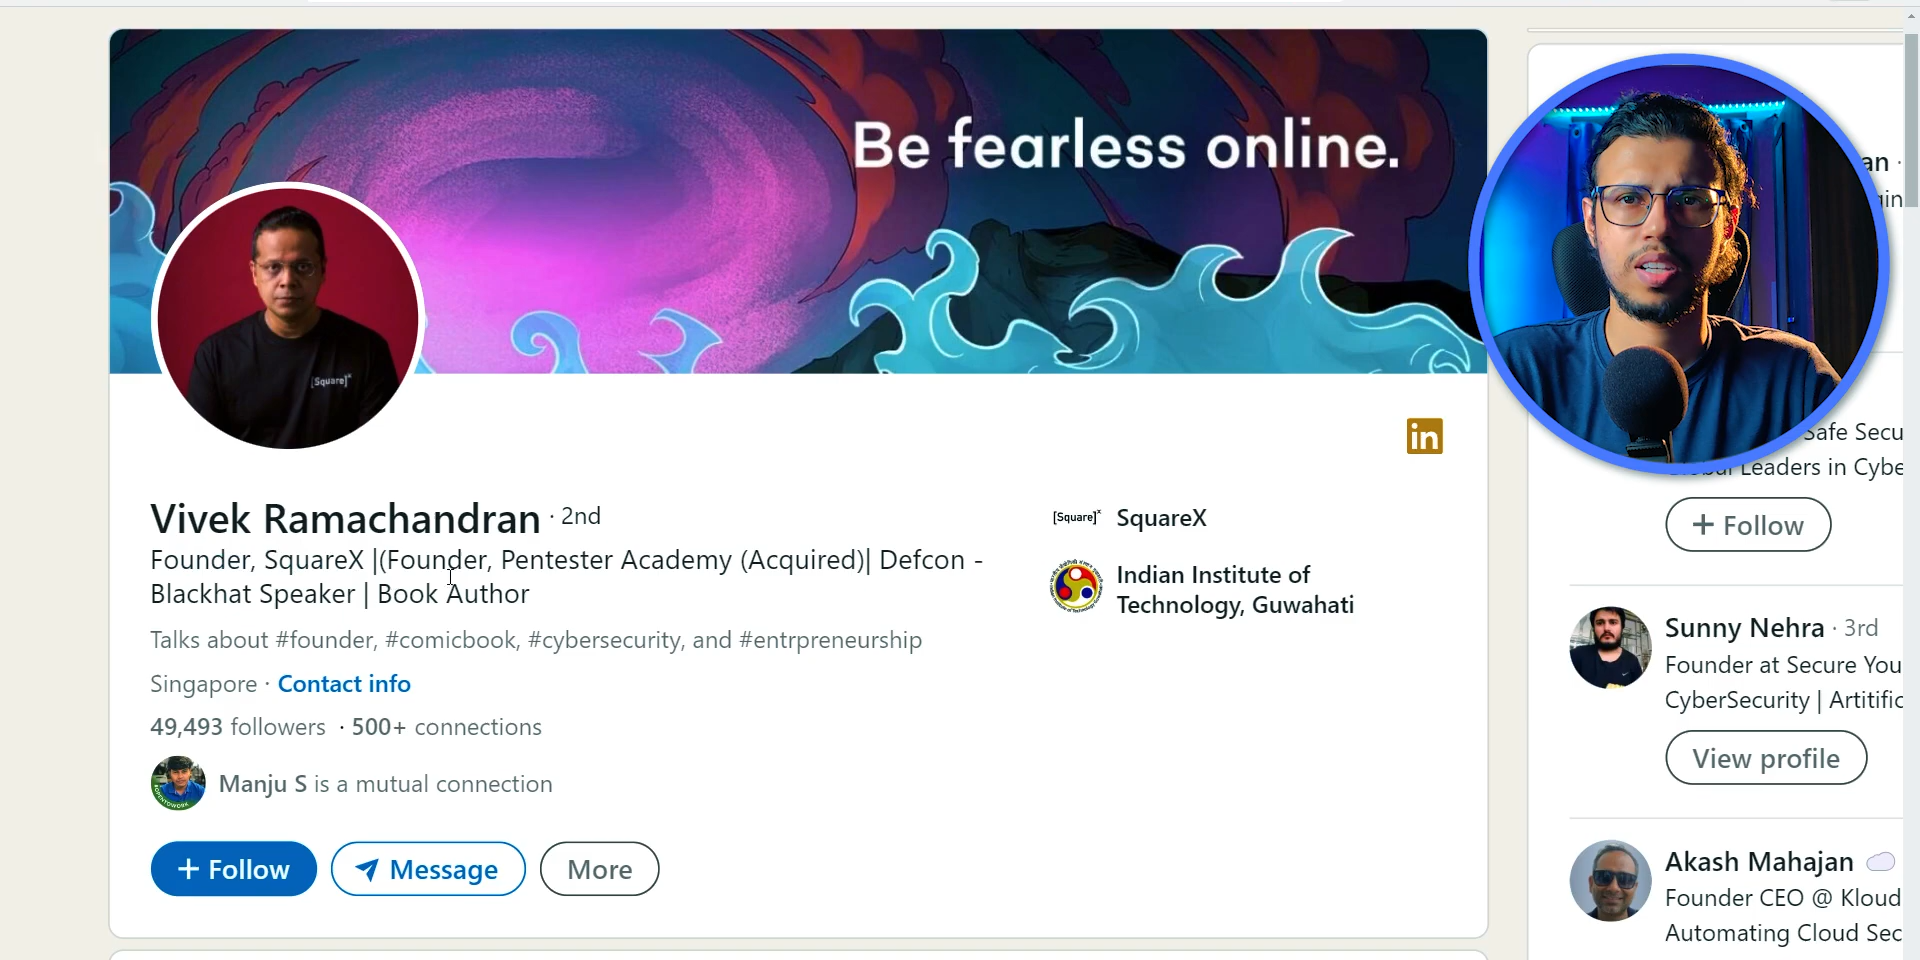 Be fearless online.
[Square]x
in
Vivek Ramachandran · 2nd
Founder, SquareX |(Founder, Pentester Academy (Acquired)| Defcon -
Blackhat Speaker | Book Author
Talks about #founder, #comicbook, #cybersecurity, and #entrpreneurship
Singapore · Contact info
49,493 followers · 500+ connections
Manju S is a mutual connection
+ Follow
Message
More
[Square]x SquareX
Indian Institute of
Technology, Guwahati
an ·
Safe Secu
Leaders in Cybe
+ Follow
Sunny Nehra · 3rd
Founder at Secure You
CyberSecurity | Artitific
View profile
Akash Mahajan
Founder CEO @ Kloud
Automating Cloud Sec